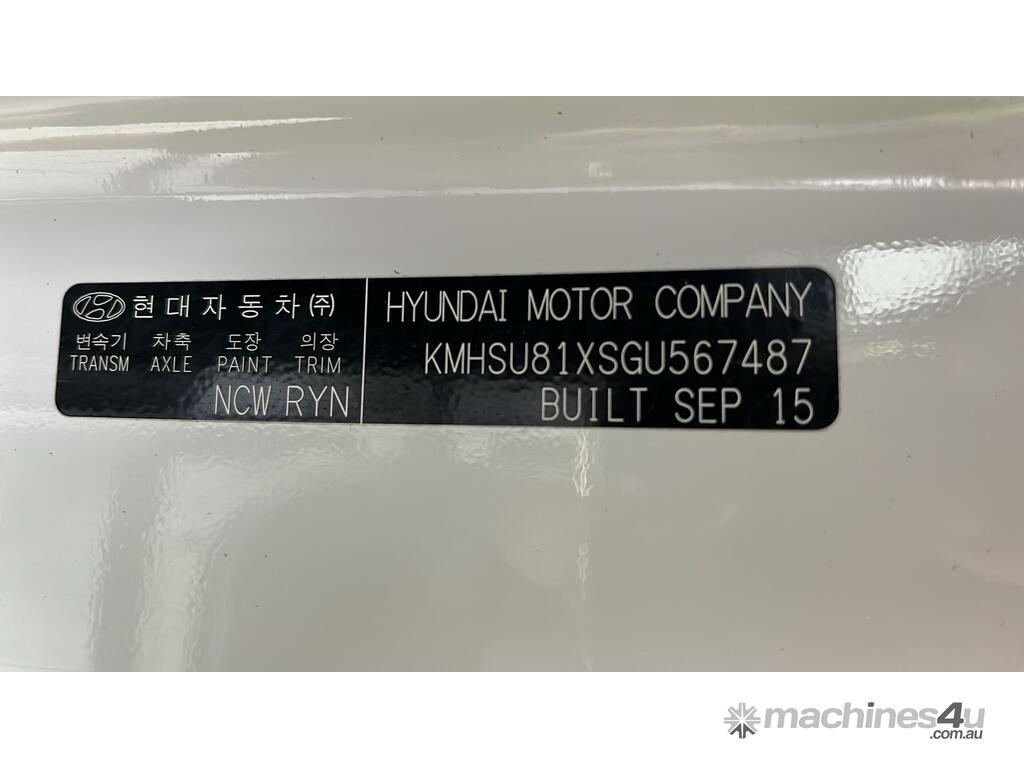 현대자동차(주)
변속기 차축 도장 의장
TRANSM AXLE PAINT TRIM
NCW RYN
HYUNDAI MOTOR COMPANY
KMHSU81XSGU567487
BUILT SEP 15
machines4u
.com.au